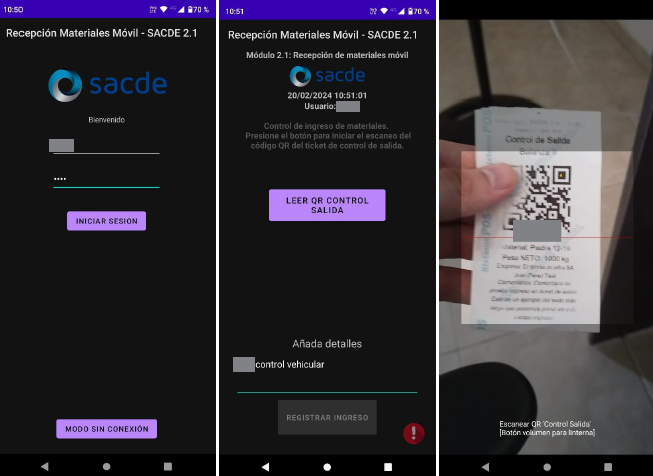 10:50
70 %
Recepción Materiales Móvil - SACDE 2.1
sacde
Bienvenido
••••
INICIAR SESION
MODO SIN CONEXIÓN
10:51
70 %
Recepción Materiales Móvil - SACDE 2.1
Módulo 2.1: Recepción de materiales móvil
sacde
20/02/2024 10:51:01
Usuario:
Control de ingreso de materiales.
Presione el botón para iniciar el escaneo del
código QR del ticket de control de salida.
LEER QR CONTROL
SALIDA
Añada detalles
control vehicular
REGISTRAR INGRESO
Control de Salida
Material: Piedra 12-19
Peso NETO: 1000 kg
Juan Perez Test
Escanear QR 'Control Salida'
[Botón volumen para linterna]